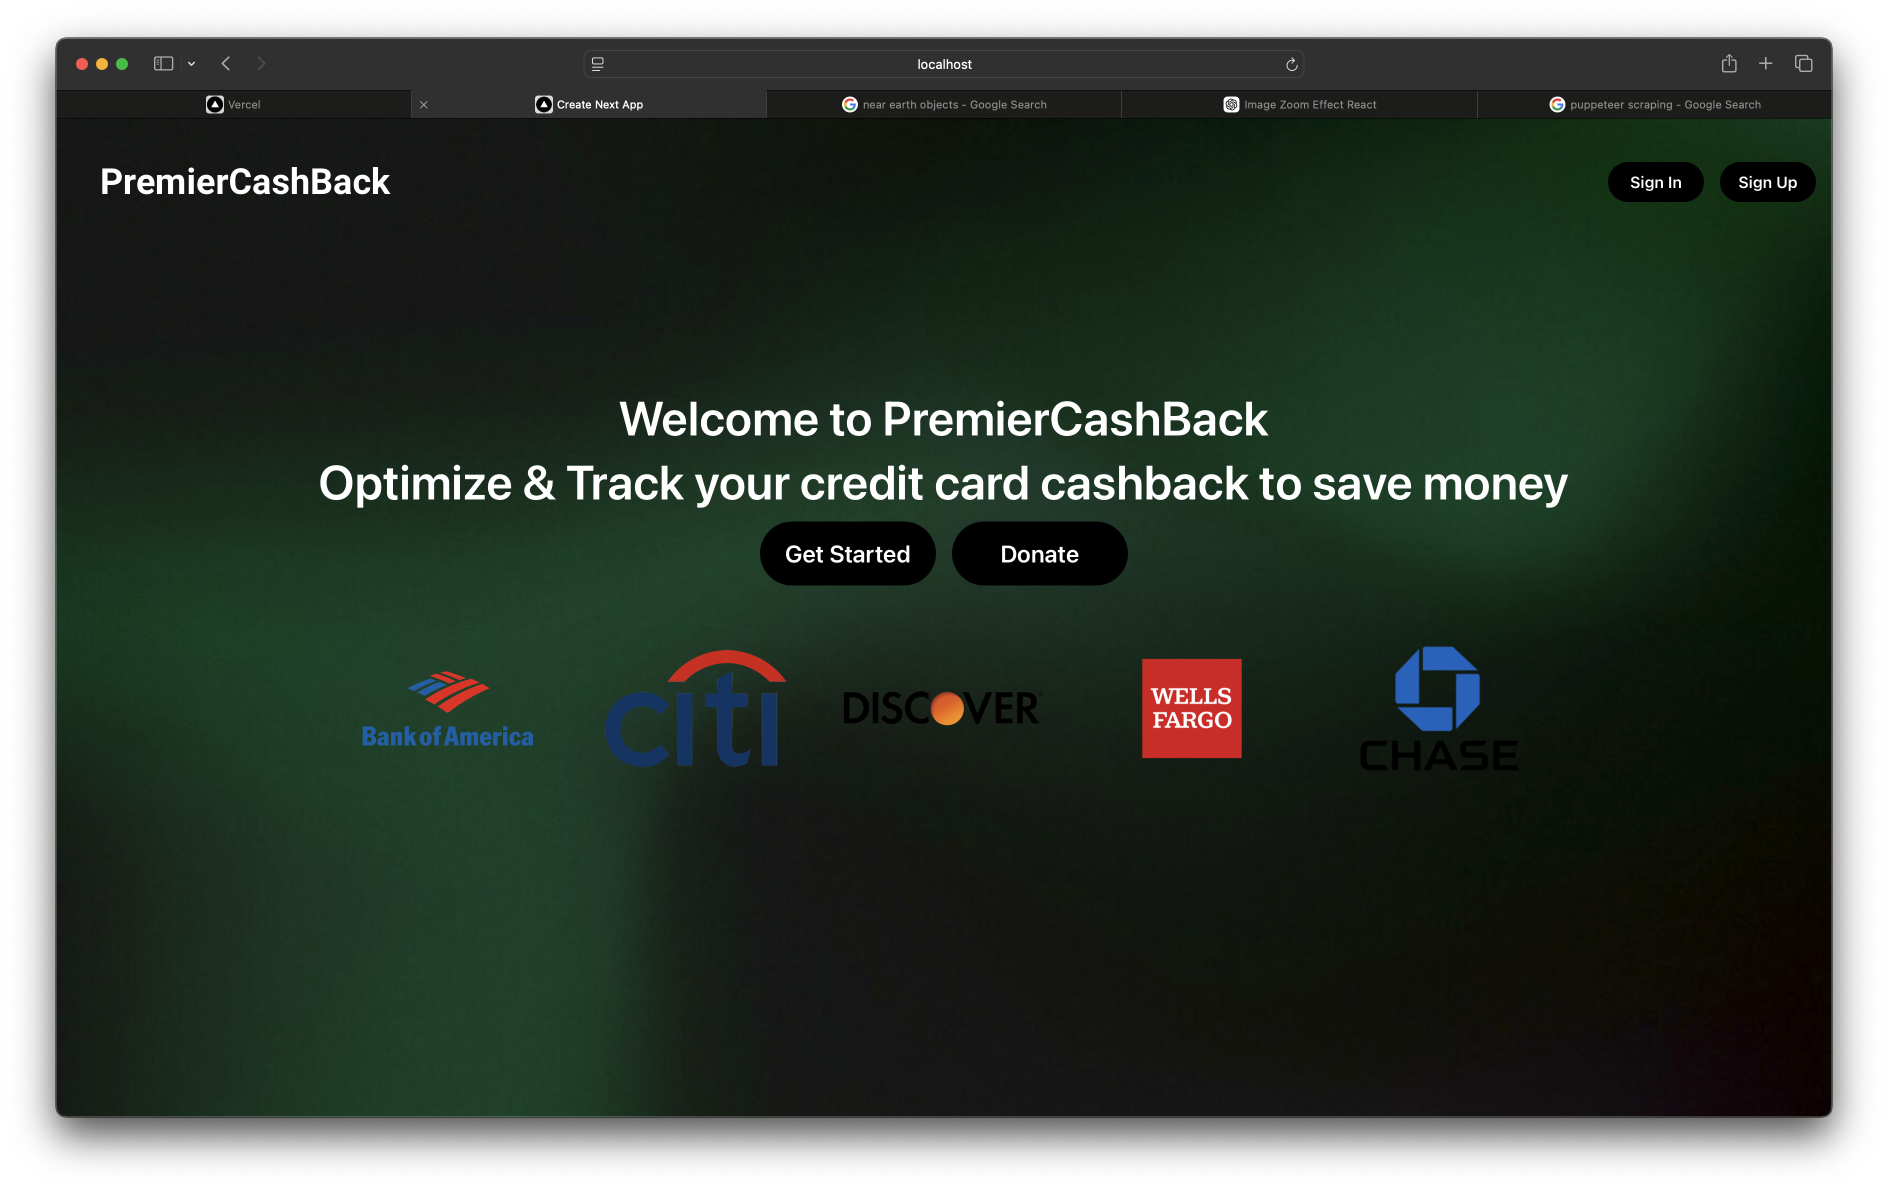 localhost
Vercel
Create Next App
near earth objects - Google Search
Image Zoom Effect React
puppeteer scraping - Google Search
PremierCashBack
Sign In
Sign Up
Welcome to PremierCashBack
Optimize & Track your credit card cashback to save money
Get Started
Donate
Bank of America
citi
DISCOVER
WELLS
FARGO
CHASE